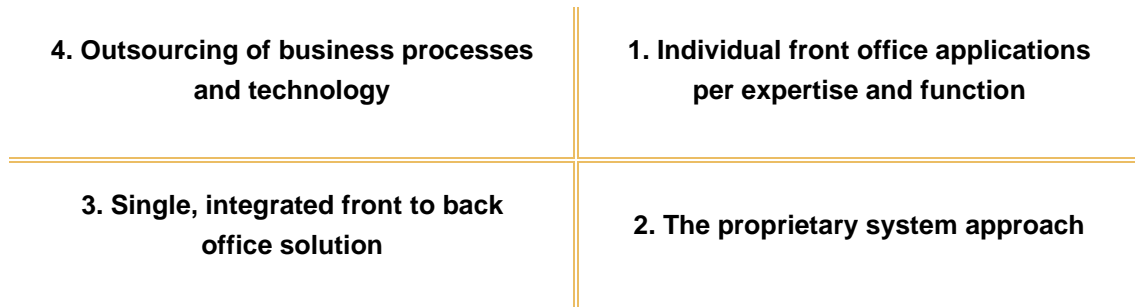 4. Outsourcing of business processes
and technology
1. Individual front office applications
per expertise and function
3. Single, integrated front to back
office solution
2. The proprietary system approach